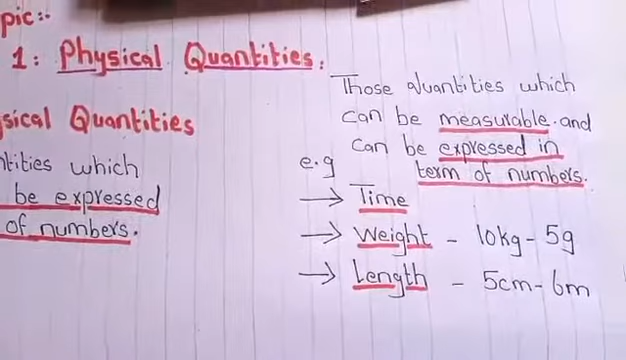 pic:-
1: Physical Quantities.
sical Quantities
ntities which
be expressed
of numbers.
Those quantities which
can be measurable.and
can be expressed in
term of numbers.
e.g
→ Time
→ Weight - 10kg - 5g
→ Length - 5cm - 6m